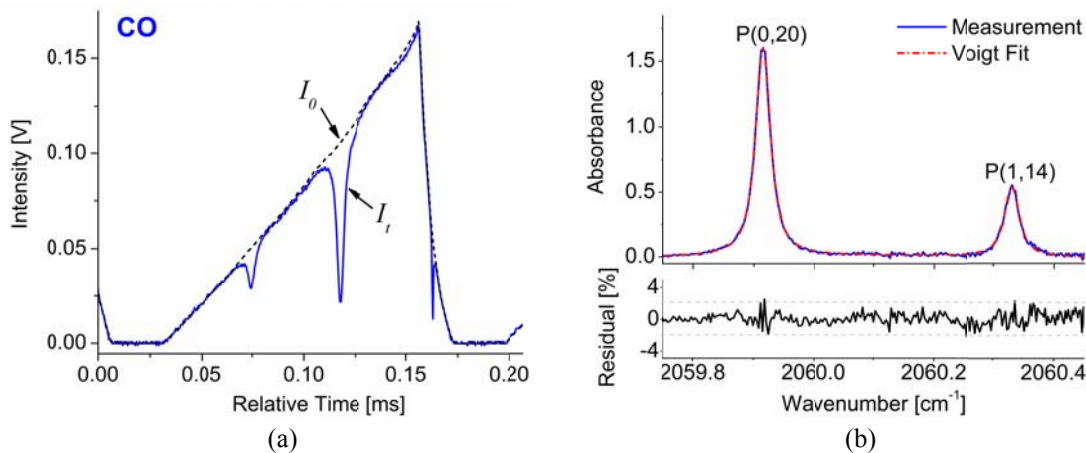 CO
I₀
Iₜ
0.15
0.10
0.05
0.00
Intensity [V]
0.00 0.05 0.10 0.15 0.20
Relative Time [ms]
(a)
Measurement
Voigt Fit
P(0,20)
P(1,14)
1.5
1.0
0.5
0.0
Absorbance
4
0
-4
Residual [%]
2059.8 2060.0 2060.2 2060.4
Wavenumber [cm⁻¹]
(b)